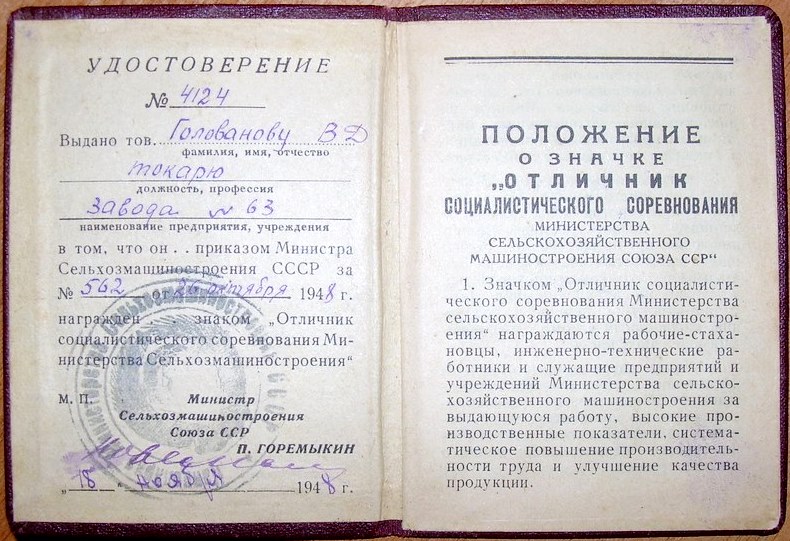 УДОСТОВЕРЕНИЕ
№ 4124
Выдано тов. Голованову В Д
фамилия, имя, отчество
токарю
должность, профессия
завода № 63
наименование предприятия, учреждения
в том, что он . . приказом Министра
Сельхозмашиностроения СССР за
№ 562 от 26 октября 1948 г.
награжден . . знаком „Отличник
социалистического соревнования Ми-
нистерства Сельхозмашиностроения“
М. П. Министр
Сельхозмашиностроения
Союза ССР
П. ГОРЕМЫКИН
„18“ ноября 1948 г.
ПОЛОЖЕНИЕ
О ЗНАЧКЕ
„ОТЛИЧНИК
СОЦИАЛИСТИЧЕСКОГО СОРЕВНОВАНИЯ
МИНИСТЕРСТВА
СЕЛЬСКОХОЗЯЙСТВЕННОГО
МАШИНОСТРОЕНИЯ СОЮЗА ССР“
1. Значком „Отличник социалисти-
ческого соревнования Министерства
сельскохозяйственного машинострое-
ния“ награждаются рабочие-стаха-
новцы, инженерно-технические ра-
ботники и служащие предприятий и
учреждений Министерства сельско-
хозяйственного машиностроения за
выдающуюся работу, высокие про-
изводственные показатели, система-
тическое повышение производитель-
ности труда и улучшение качества
продукции.